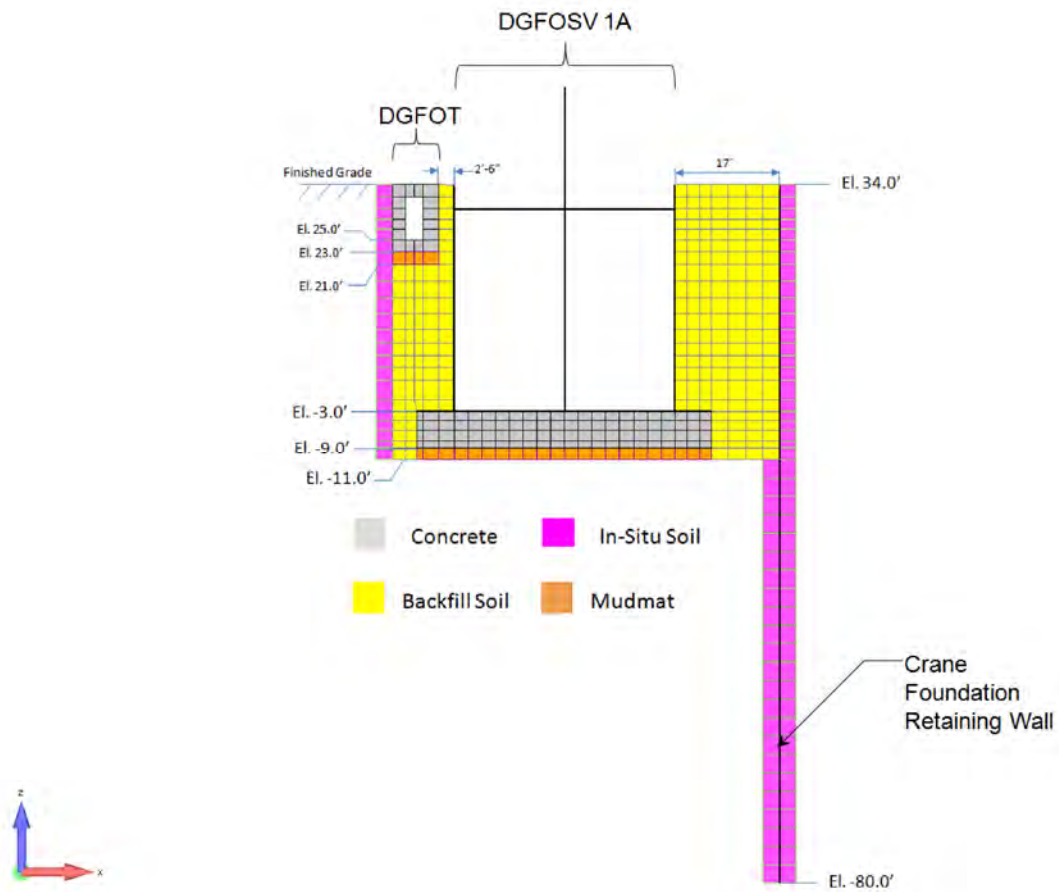 DGFOSV 1A
DGFOT
2'-6"
17'
Finished Grade
El. 34.0'
El. 25.0'
El. 23.0'
El. 21.0'
El. -3.0'
El. -9.0'
El. -11.0'
Concrete
In-Situ Soil
Backfill Soil
Mudmat
Crane
Foundation
Retaining Wall
El. -80.0'
z
x